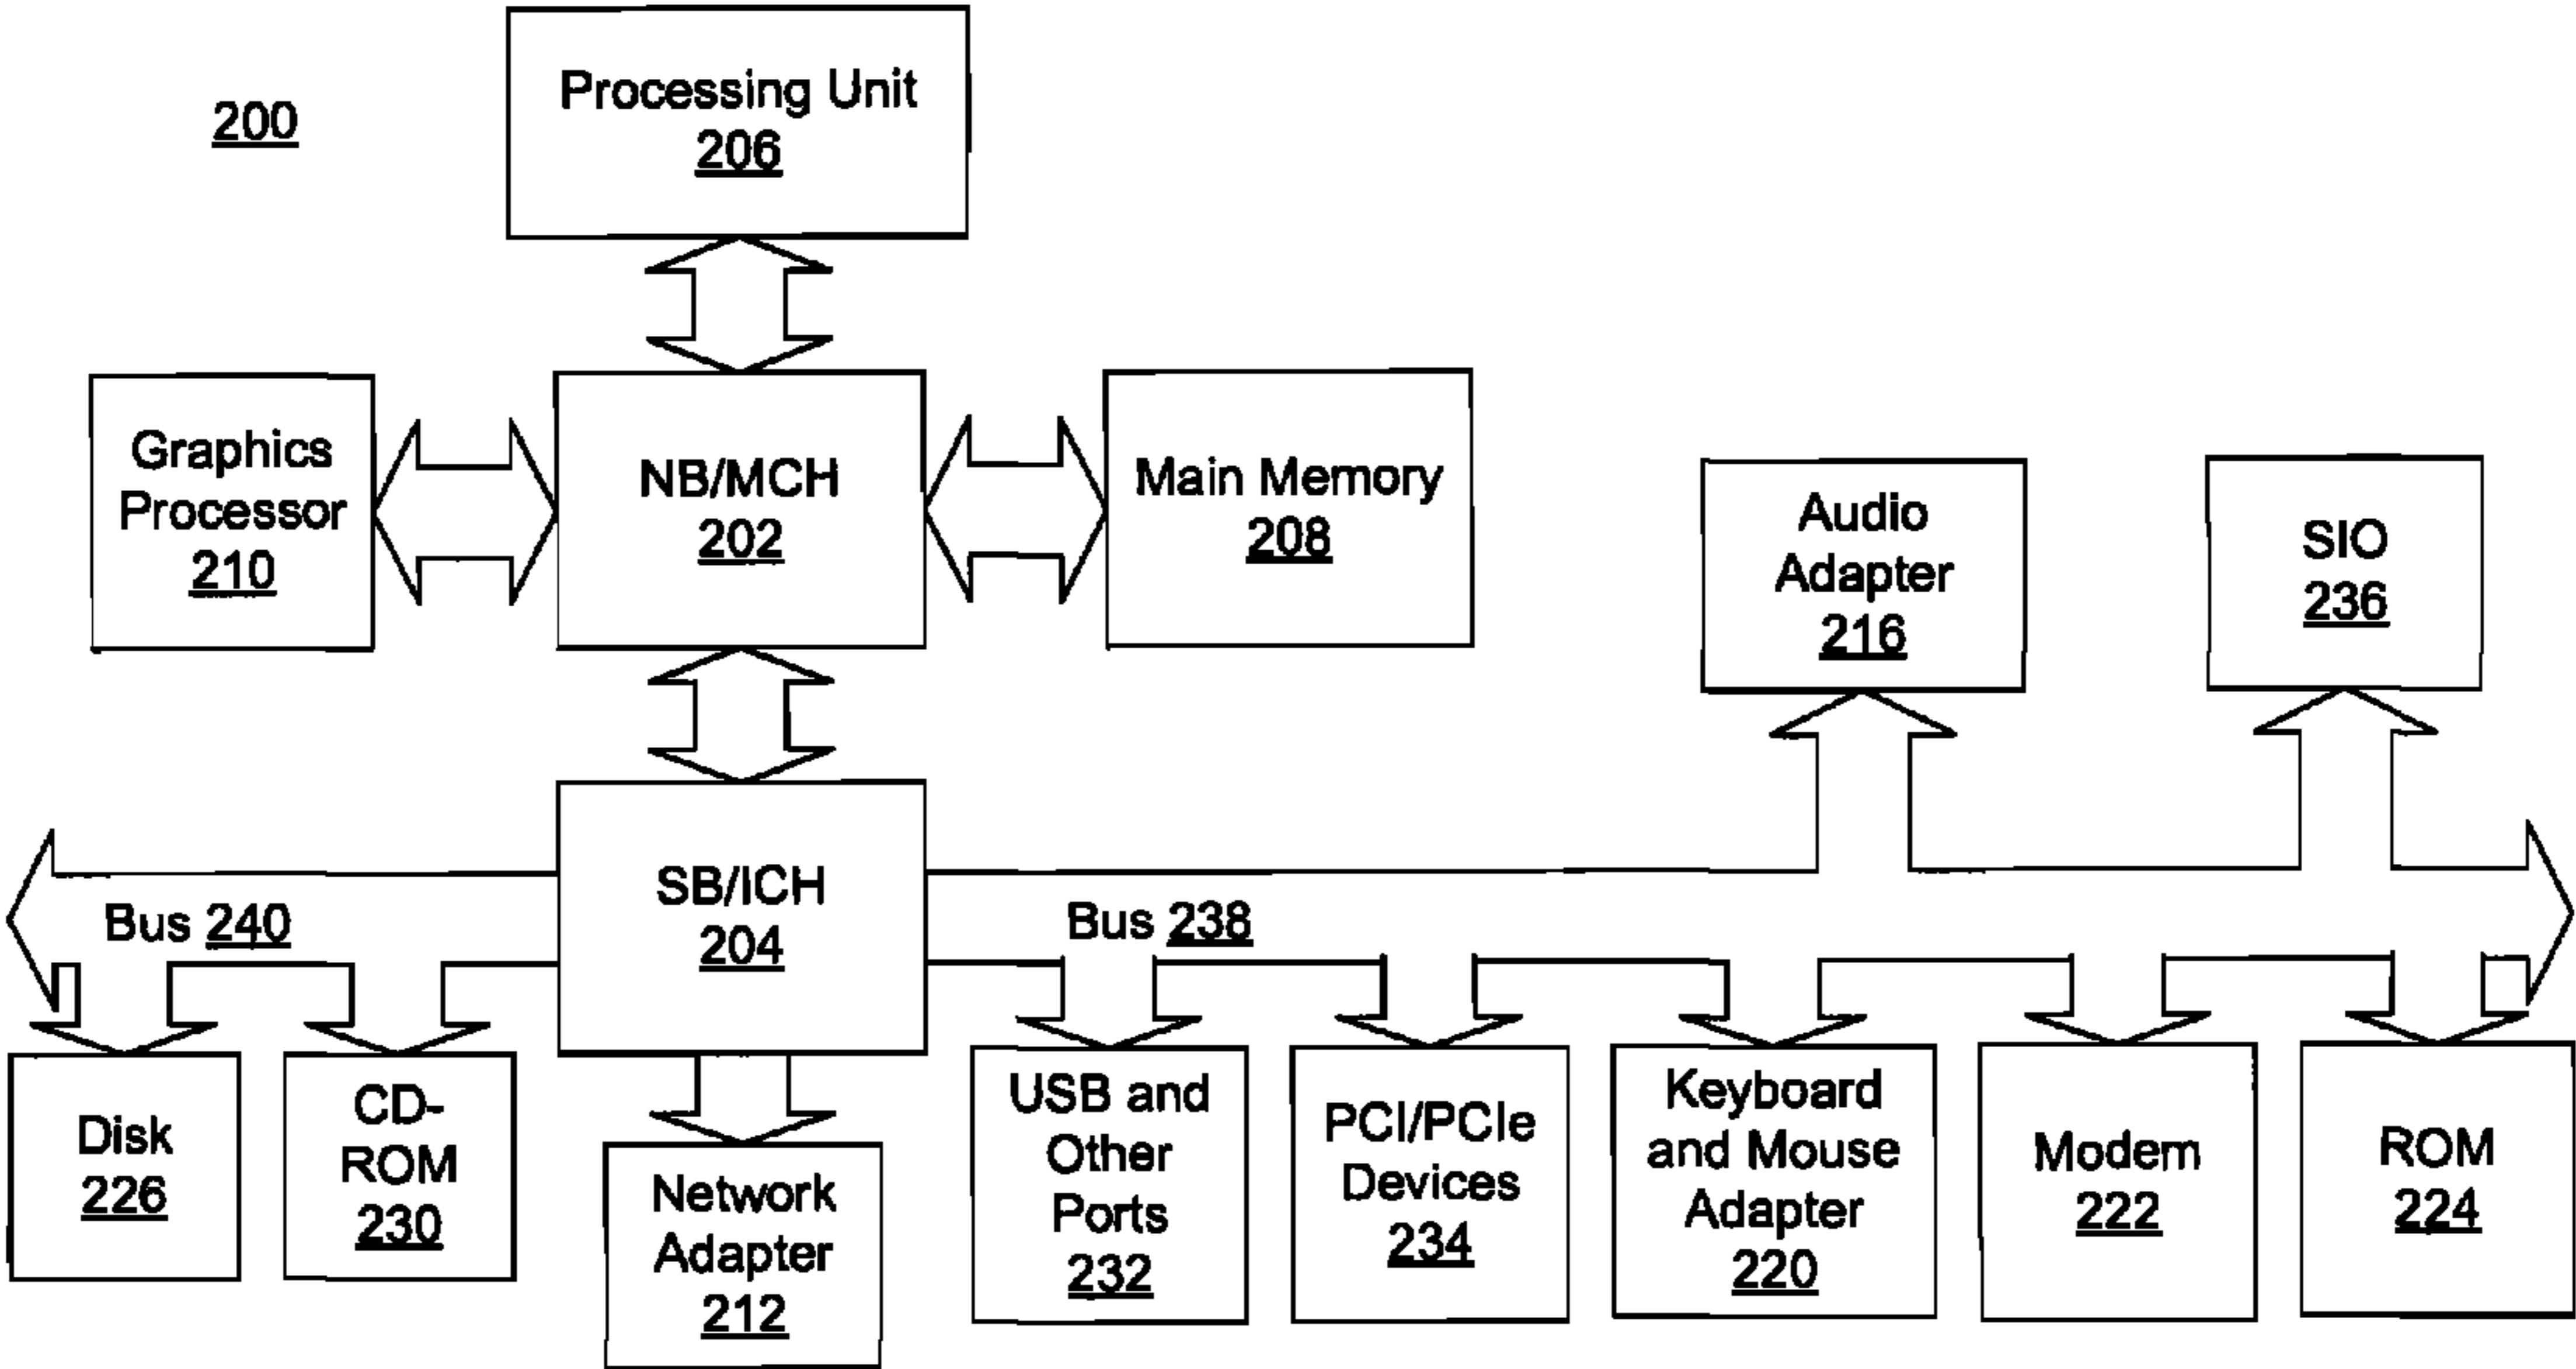 200
Processing Unit
206
Graphics
Processor
210
NB/MCH
202
Main Memory
208
Audio
Adapter
216
SIO
236
Bus 240
SB/ICH
204
Bus 238
Disk
226
CD-
ROM
230
Network
Adapter
212
USB and
Other
Ports
232
PCI/PCIe
Devices
234
Keyboard
and Mouse
Adapter
220
Modem
222
ROM
224